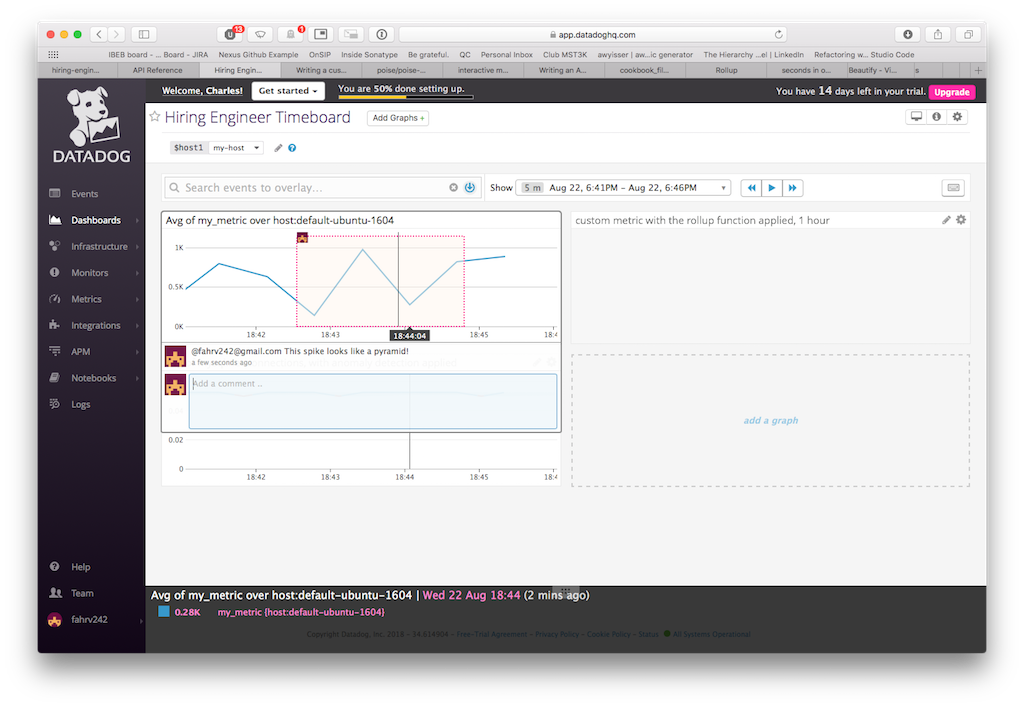 13
1
app.datadoghq.com
IBEB board - ... Board - JIRA Nexus Github Example OnSIP Inside Sonatype Be grateful. QC Personal Inbox Club MST3K awyisser | aw...ic generator The Hierarchy ...el | LinkedIn Refactoring w... Studio Code
hiring-engin... API Reference Hiring Engin... Writing a cus... poise/poise-... interactive m... Writing an A... cookbook_fil... Rollup seconds in o... Beautify - Vi... s
Welcome, Charles! Get started You are 50% done setting up. You have 14 days left in your trial. Upgrade
DATADOG
Events
Dashboards
Infrastructure
Monitors
Metrics
Integrations
APM
Notebooks
Logs
Help
Team
fahrv242
Hiring Engineer Timeboard Add Graphs +
$host1 my-host
Search events to overlay... Show 5 m Aug 22, 6:41PM – Aug 22, 6:46PM
Avg of my_metric over host:default-ubuntu-1604
1K
0.5K
0K
18:42 18:43 18:44:04 18:45 18:4
@fahrv242@gmail.com This spike looks like a pyramid!
a few seconds ago
Add a comment ..
0.02
0
18:42 18:43 18:44 18:45 18:4
custom metric with the rollup function applied, 1 hour
add a graph
Avg of my_metric over host:default-ubuntu-1604 | Wed 22 Aug 18:44 (2 mins ago)
0.28K my_metric {host:default-ubuntu-1604}
Copyright Datadog, Inc. 2018 - 34.614904 - Free-Trial Agreement - Privacy Policy - Cookie Policy - Status All Systems Operational